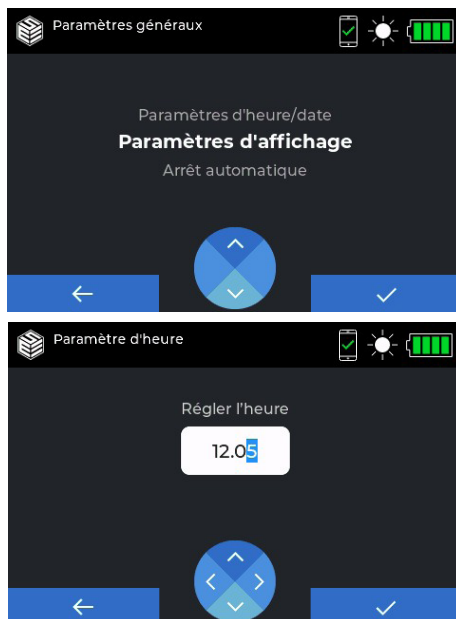 Paramètres généraux
Paramètres d'heure/date
Paramètres d'affichage
Arrêt automatique
Paramètre d'heure
Régler l'heure
12.05